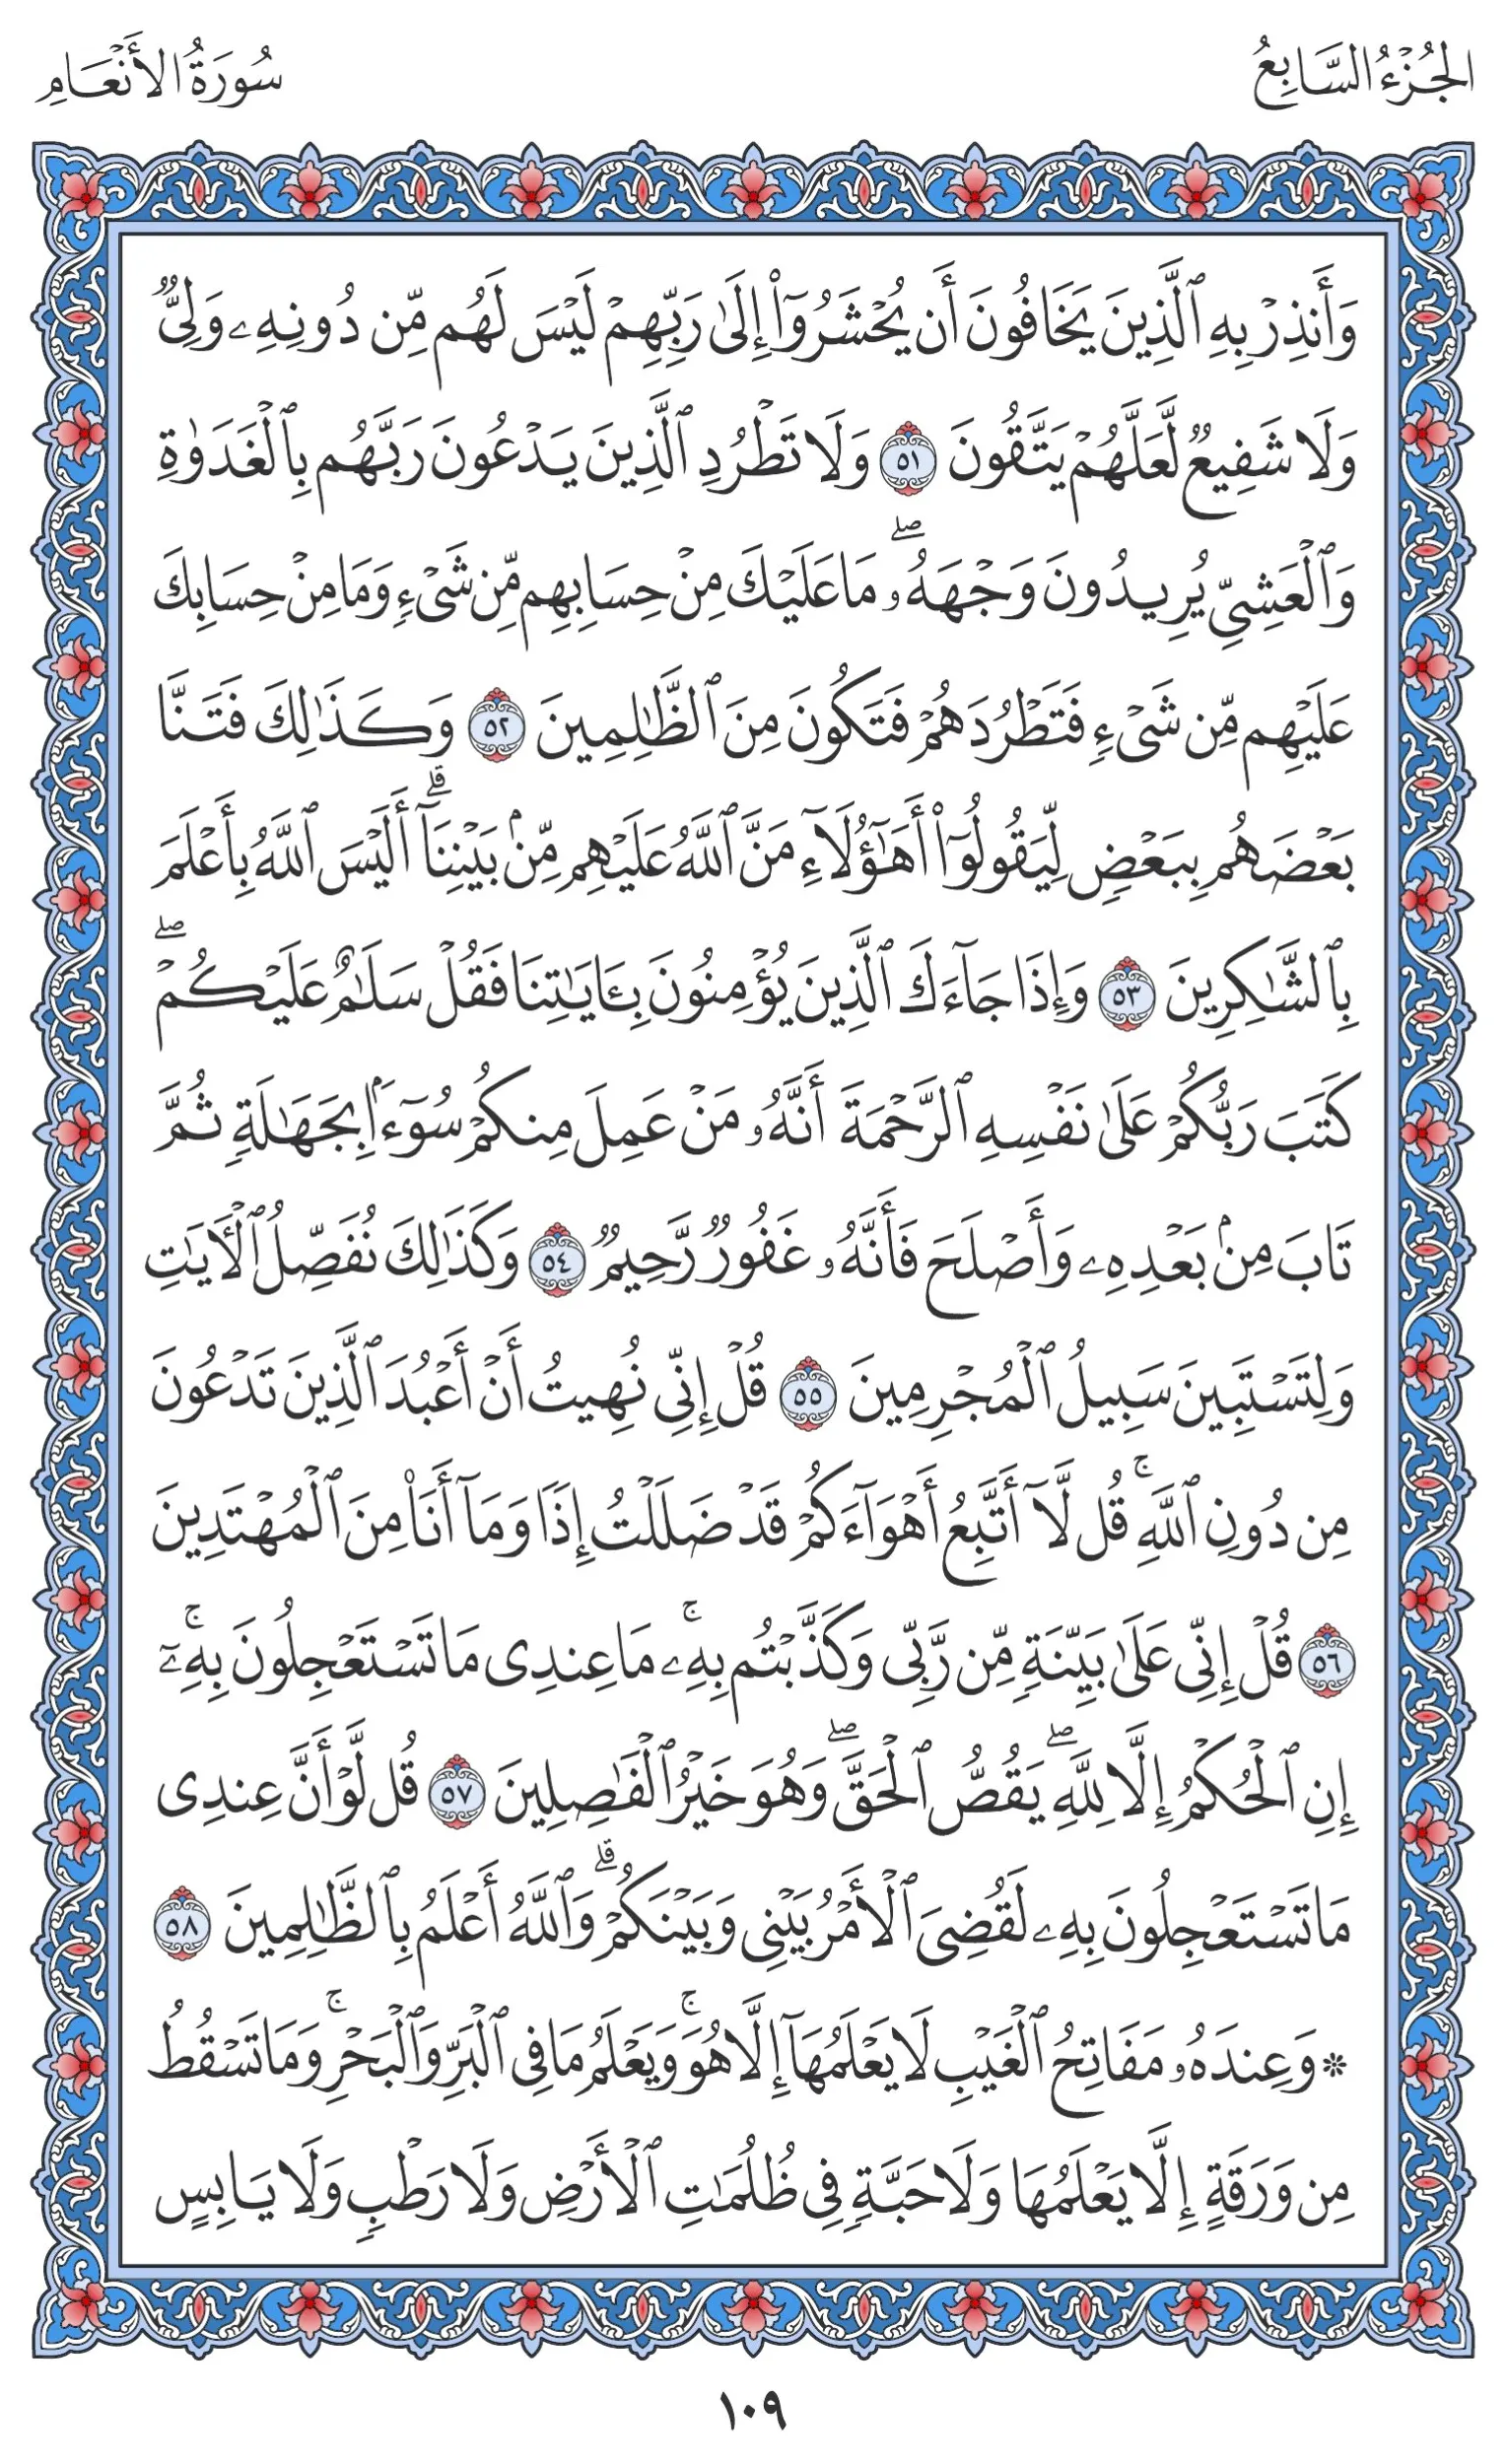 الجُزْءُ السَّابِعُ
سُورَةُ الأَنْعَامِ
وَأَنذِرْ بِهِ ٱلَّذِينَ يَخَافُونَ أَن يُحْشَرُوٓا۟ إِلَىٰ رَبِّهِمْ لَيْسَ لَهُم مِّن دُونِهِۦ وَلِىٌّ
وَلَا شَفِيعٌ لَّعَلَّهُمْ يَتَّقُونَ ٥١ وَلَا تَطْرُدِ ٱلَّذِينَ يَدْعُونَ رَبَّهُم بِٱلْغَدَوٰةِ
وَٱلْعَشِىِّ يُرِيدُونَ وَجْهَهُۥ ۖ مَا عَلَيْكَ مِنْ حِسَابِهِم مِّن شَىْءٍ وَمَا مِنْ حِسَابِكَ
عَلَيْهِم مِّن شَىْءٍ فَتَطْرُدَهُمْ فَتَكُونَ مِنَ ٱلظَّـٰلِمِينَ ٥٢ وَكَذَٰلِكَ فَتَنَّا
بَعْضَهُم بِبَعْضٍ لِّيَقُولُوٓا۟ أَهَـٰٓؤُلَآءِ مَنَّ ٱللَّهُ عَلَيْهِم مِّنۢ بَيْنِنَآ ۗ أَلَيْسَ ٱللَّهُ بِأَعْلَمَ
بِٱلشَّـٰكِرِينَ ٥٣ وَإِذَا جَآءَكَ ٱلَّذِينَ يُؤْمِنُونَ بِـَٔايَـٰتِنَا فَقُلْ سَلَـٰمٌ عَلَيْكُمْ ۖ
كَتَبَ رَبُّكُمْ عَلَىٰ نَفْسِهِ ٱلرَّحْمَةَ أَنَّهُۥ مَنْ عَمِلَ مِنكُمْ سُوٓءًۢا بِجَهَـٰلَةٍ ثُمَّ
تَابَ مِنۢ بَعْدِهِۦ وَأَصْلَحَ فَأَنَّهُۥ غَفُورٌ رَّحِيمٌ ٥٤ وَكَذَٰلِكَ نُفَصِّلُ ٱلْـَٔايَـٰتِ
وَلِتَسْتَبِينَ سَبِيلُ ٱلْمُجْرِمِينَ ٥٥ قُلْ إِنِّى نُهِيتُ أَنْ أَعْبُدَ ٱلَّذِينَ تَدْعُونَ
مِن دُونِ ٱللَّهِ ۚ قُل لَّآ أَتَّبِعُ أَهْوَآءَكُمْ قَدْ ضَلَلْتُ إِذًا وَمَآ أَنَا۠ مِنَ ٱلْمُهْتَدِينَ
٥٦ قُلْ إِنِّى عَلَىٰ بَيِّنَةٍ مِّن رَّبِّى وَكَذَّبْتُم بِهِۦ ۚ مَا عِندِى مَا تَسْتَعْجِلُونَ بِهِۦٓ ۚ
إِنِ ٱلْحُكْمُ إِلَّا لِلَّهِ ۖ يَقُصُّ ٱلْحَقَّ ۖ وَهُوَ خَيْرُ ٱلْفَـٰصِلِينَ ٥٧ قُل لَّوْ أَنَّ عِندِى
مَا تَسْتَعْجِلُونَ بِهِۦ لَقُضِىَ ٱلْأَمْرُ بَيْنِى وَبَيْنَكُمْ ۗ وَٱللَّهُ أَعْلَمُ بِٱلظَّـٰلِمِينَ ٥٨
۞ وَعِندَهُۥ مَفَاتِحُ ٱلْغَيْبِ لَا يَعْلَمُهَآ إِلَّا هُوَ ۚ وَيَعْلَمُ مَا فِى ٱلْبَرِّ وَٱلْبَحْرِ ۚ وَمَا تَسْقُطُ
مِن وَرَقَةٍ إِلَّا يَعْلَمُهَا وَلَا حَبَّةٍ فِى ظُلُمَـٰتِ ٱلْأَرْضِ وَلَا رَطْبٍ وَلَا يَابِسٍ
١٠٩